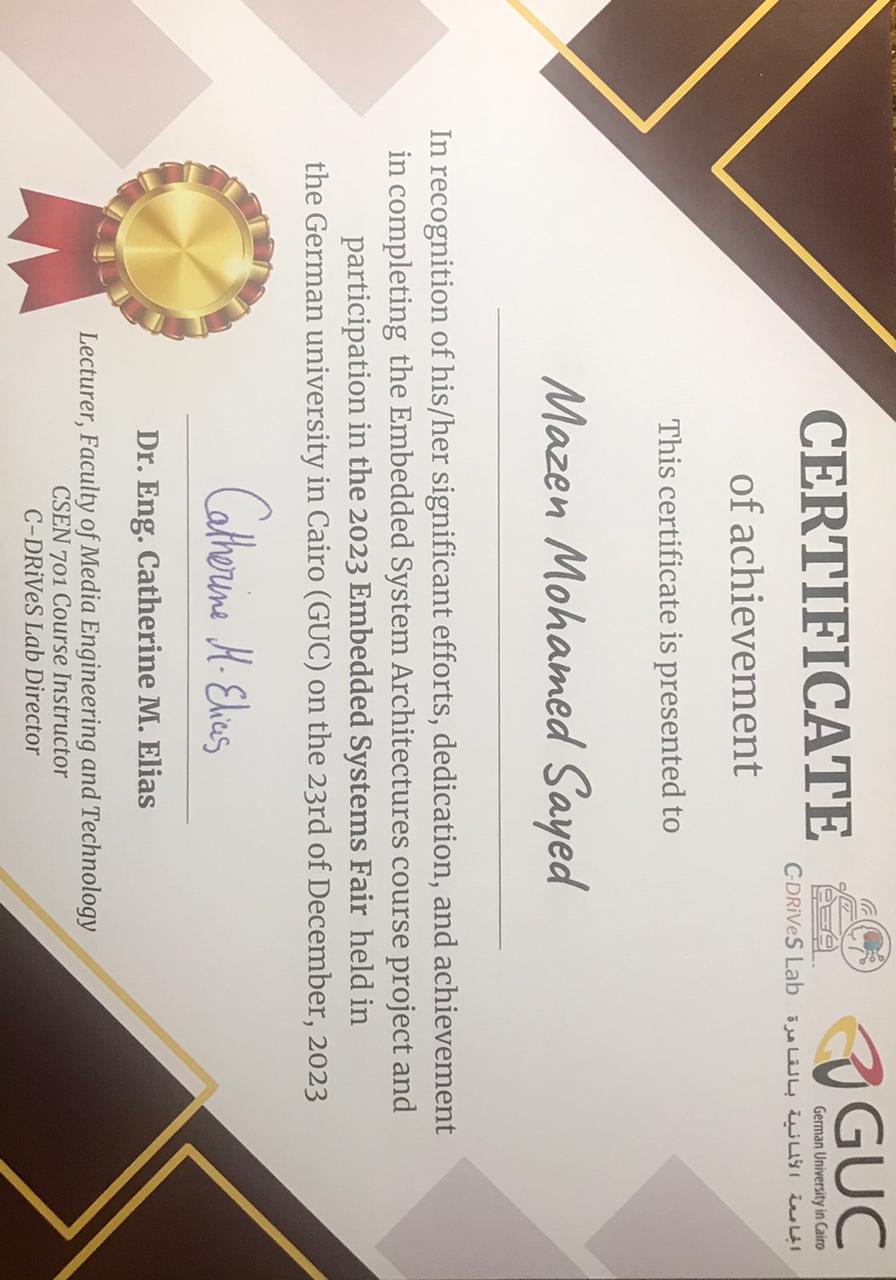 CERTIFICATE
of achievement
C-DRiVeS Lab
GUC
German University in Cairo
الجامعة الألمانية بالقاهرة
This certificate is presented to
Mazen Mohamed Sayed
In recognition of his/her significant efforts, dedication, and achievement
in completing the Embedded System Architectures course project and
participation in the 2023 Embedded Systems Fair held in
the German university in Cairo (GUC) on the 23rd of December, 2023
Catherine M. Elias
Dr. Eng. Catherine M. Elias
Lecturer, Faculty of Media Engineering and Technology
CSEN 701 Course Instructor
C-DRiVeS Lab Director